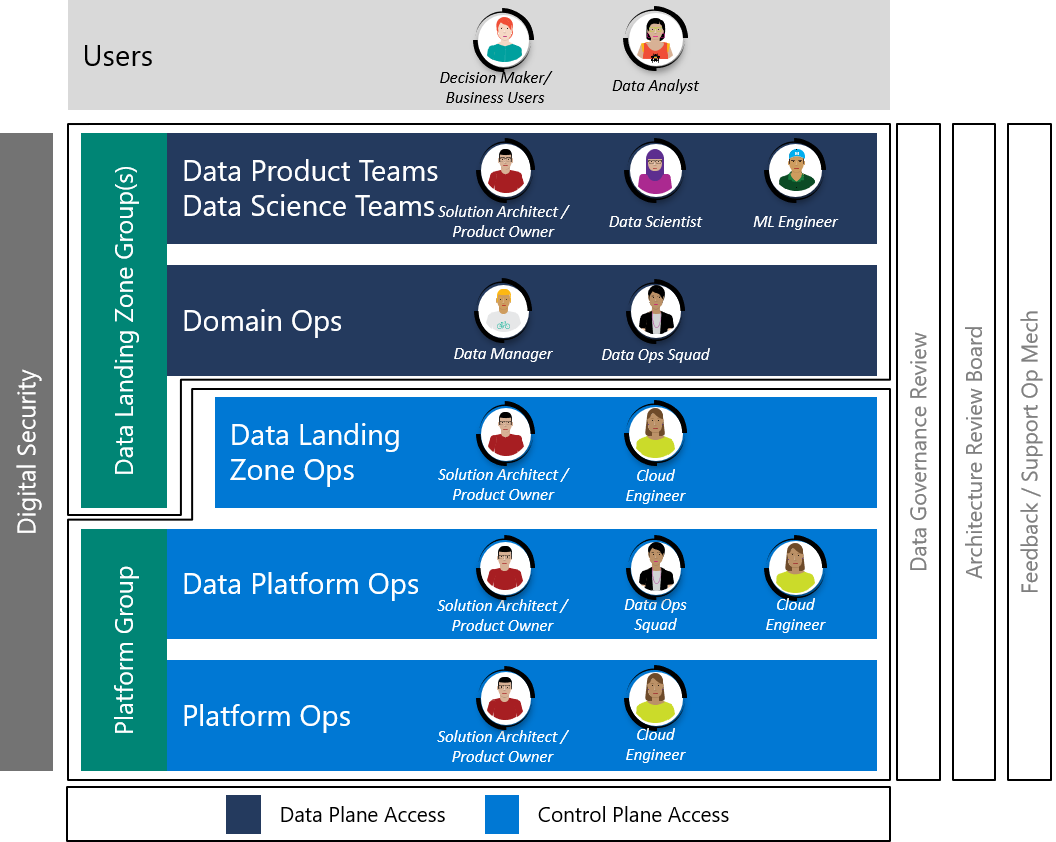 Users
Decision Maker/
Business Users
Data Analyst
Digital Security
Data Landing Zone Group(s)
Data Product Teams
Data Science Teams
Solution Architect /
Product Owner
Data Scientist
ML Engineer
Domain Ops
Data Manager
Data Ops Squad
Data Landing
Zone Ops
Solution Architect /
Product Owner
Cloud
Engineer
Platform Group
Data Platform Ops
Solution Architect /
Product Owner
Data Ops
Squad
Cloud
Engineer
Platform Ops
Solution Architect /
Product Owner
Cloud
Engineer
Data Governance Review
Architecture Review Board
Feedback / Support Op Mech
Data Plane Access
Control Plane Access